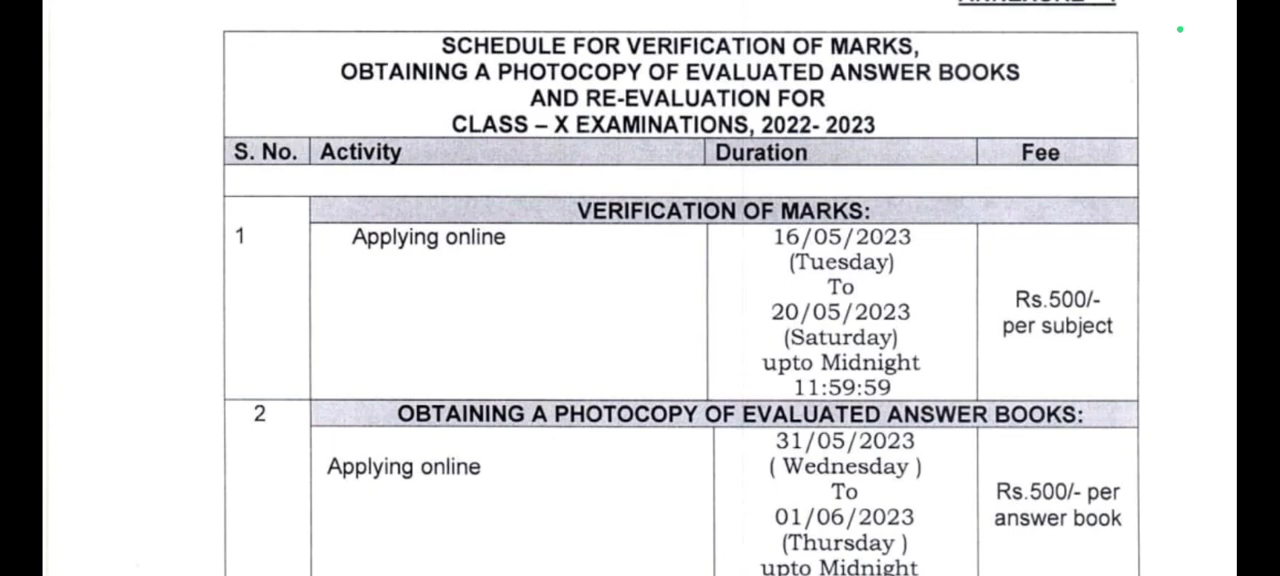 SCHEDULE FOR VERIFICATION OF MARKS,
OBTAINING A PHOTOCOPY OF EVALUATED ANSWER BOOKS
AND RE-EVALUATION FOR
CLASS – X EXAMINATIONS, 2022- 2023
S. No. Activity Duration Fee
VERIFICATION OF MARKS:
1 Applying online 16/05/2023
(Tuesday)
To
20/05/2023
(Saturday)
upto Midnight
11:59:59
Rs.500/-
per subject
2 OBTAINING A PHOTOCOPY OF EVALUATED ANSWER BOOKS:
Applying online
31/05/2023
( Wednesday )
To
01/06/2023
(Thursday )
upto Midnight
Rs.500/- per
answer book